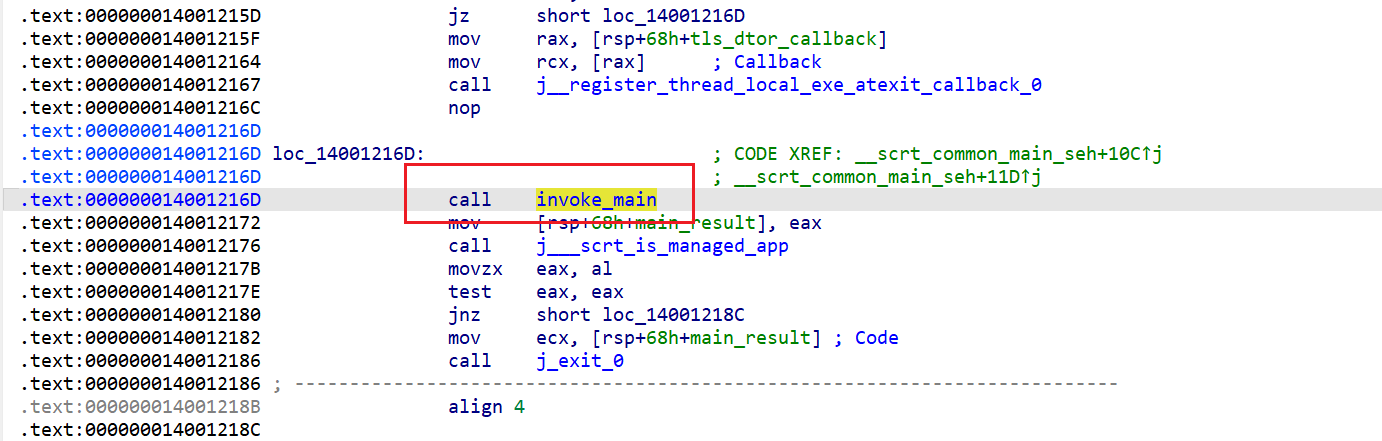 .text:000000014001215D jz short loc_14001216D
.text:000000014001215F mov rax, [rsp+68h+tls_dtor_callback]
.text:0000000140012164 mov rcx, [rax] ; Callback
.text:0000000140012167 call j__register_thread_local_exe_atexit_callback_0
.text:000000014001216C nop
.text:000000014001216D
.text:000000014001216D loc_14001216D: ; CODE XREF: __scrt_common_main_seh+10C↑j
.text:000000014001216D ; __scrt_common_main_seh+11D↑j
.text:000000014001216D call invoke_main
.text:0000000140012172 mov [rsp+68h+main_result], eax
.text:0000000140012176 call j___scrt_is_managed_app
.text:000000014001217B movzx eax, al
.text:000000014001217E test eax, eax
.text:0000000140012180 jnz short loc_14001218C
.text:0000000140012182 mov ecx, [rsp+68h+main_result] ; Code
.text:0000000140012186 call j_exit_0
.text:0000000140012186 ; ---------------------------------------------------------------------------
.text:000000014001218B align 4
.text:000000014001218C